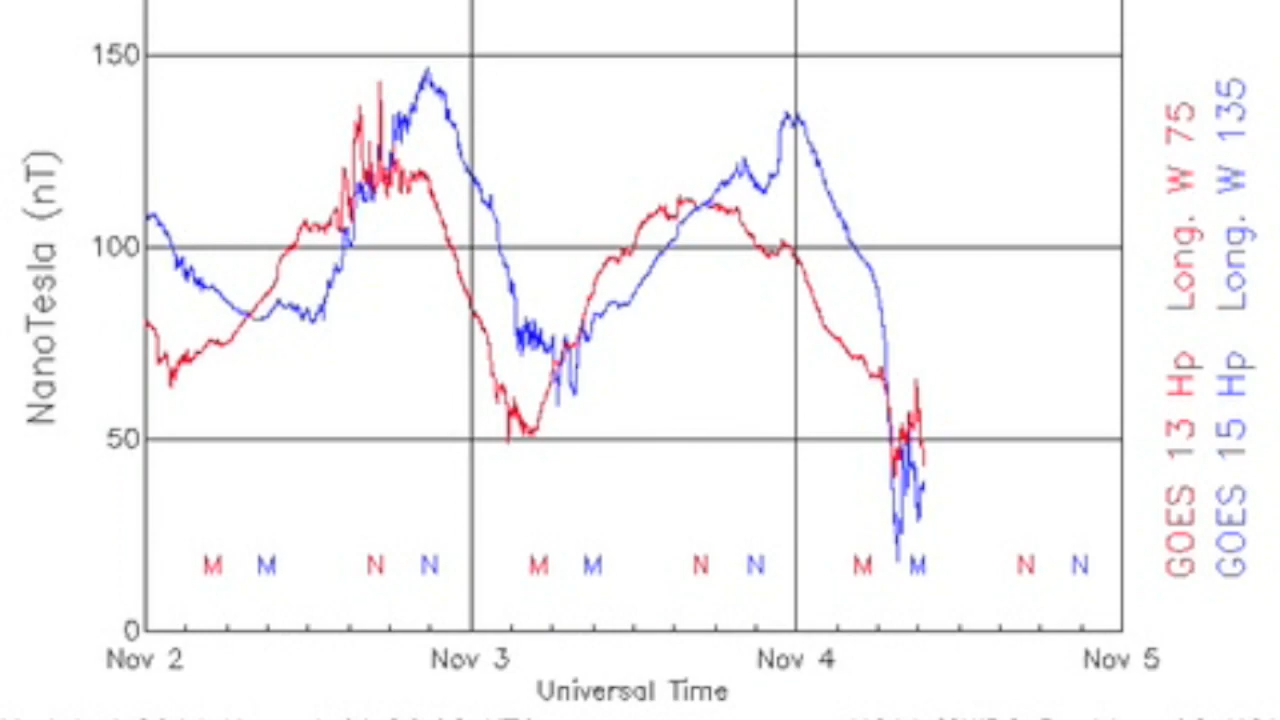 150
100
50
0
NanoTesla (nT)
M M N N M M N N M M N N
Nov 2 Nov 3 Nov 4 Nov 5
Universal Time
GOES 13 Hp Long. W 75
GOES 15 Hp Long. W 135